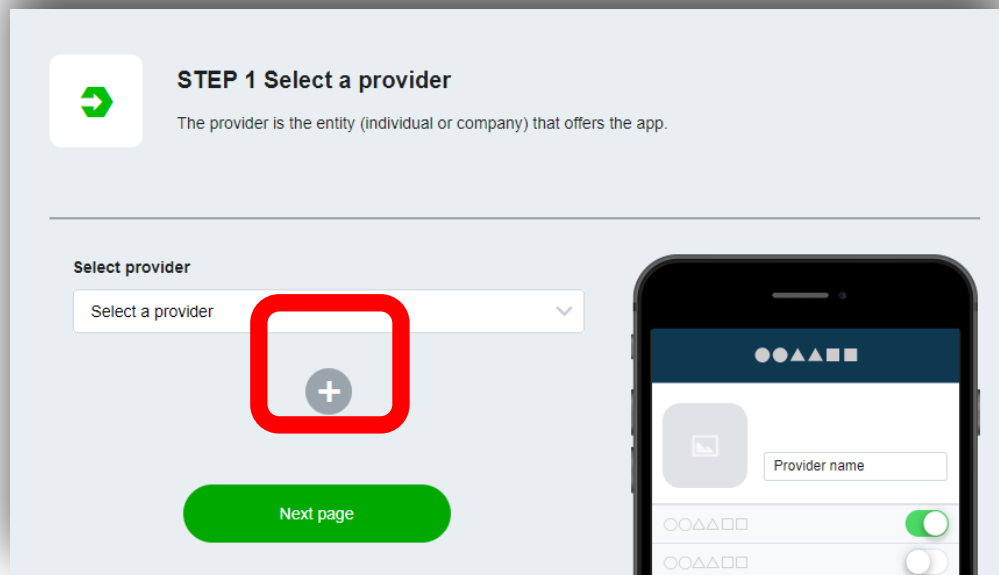 STEP 1 Select a provider
The provider is the entity (individual or company) that offers the app.
Select provider
Select a provider
Provider name
Next page